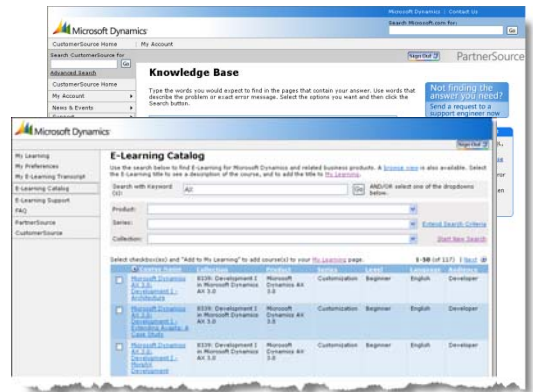 Microsoft Dynamics | Contact Us
Search Microsoft.com for:
Go
Microsoft Dynamics
CustomerSource Home | My Account
Search CustomerSource for
Go
Sign Out
PartnerSource
Advanced Search
CustomerSource Home
My Account
News & Events
Support
Knowledge Base
Type the words you would expect to find in the pages that contain your answer. Use words that
describe the problem or exact error message. Select the options you want and then click the
Search button.
Not finding the
answer you need?
Send a request to a
support engineer now
Microsoft Dynamics
Sign Out
My Learning
My Preferences
My E-Learning Transcript
E-Learning Catalog
E-Learning Support
FAQ
PartnerSource
CustomerSource
E-Learning Catalog
Use the search below to find E-Learning for Microsoft Dynamics and related business products. A browse view is also available. Select
the E-Learning title to see a description of the course, and to add the title to My Learning.
Search with Keyword
(s):
All
Go
AND/OR select one of the dropdowns
below.
Product:
Series:
Extend Search Criteria
Collection:
Start New Search
Select checkbox(es) and "Add to My Learning" to add course(s) to your My Learning page.
1-30 (of 117) | Next
Course Name Collection Product Series Level Language Audience
Microsoft Dynamics
AX 3.0:
Development I -
Architecture
8339: Development I
in Microsoft Dynamics
AX 3.0
Microsoft
Dynamics AX
3.0
Customization Beginner English Developer
Microsoft Dynamics
AX 3.0:
Development I -
Extending Axapta: A
Case Study
8339: Development I
in Microsoft Dynamics
AX 3.0
Microsoft
Dynamics AX
3.0
Customization Beginner English Developer
Microsoft Dynamics
AX 3.0:
Development I -
MorphX
Development
8339: Development I
in Microsoft Dynamics
AX 3.0
Microsoft
Dynamics AX
3.0
Customization Beginner English Developer